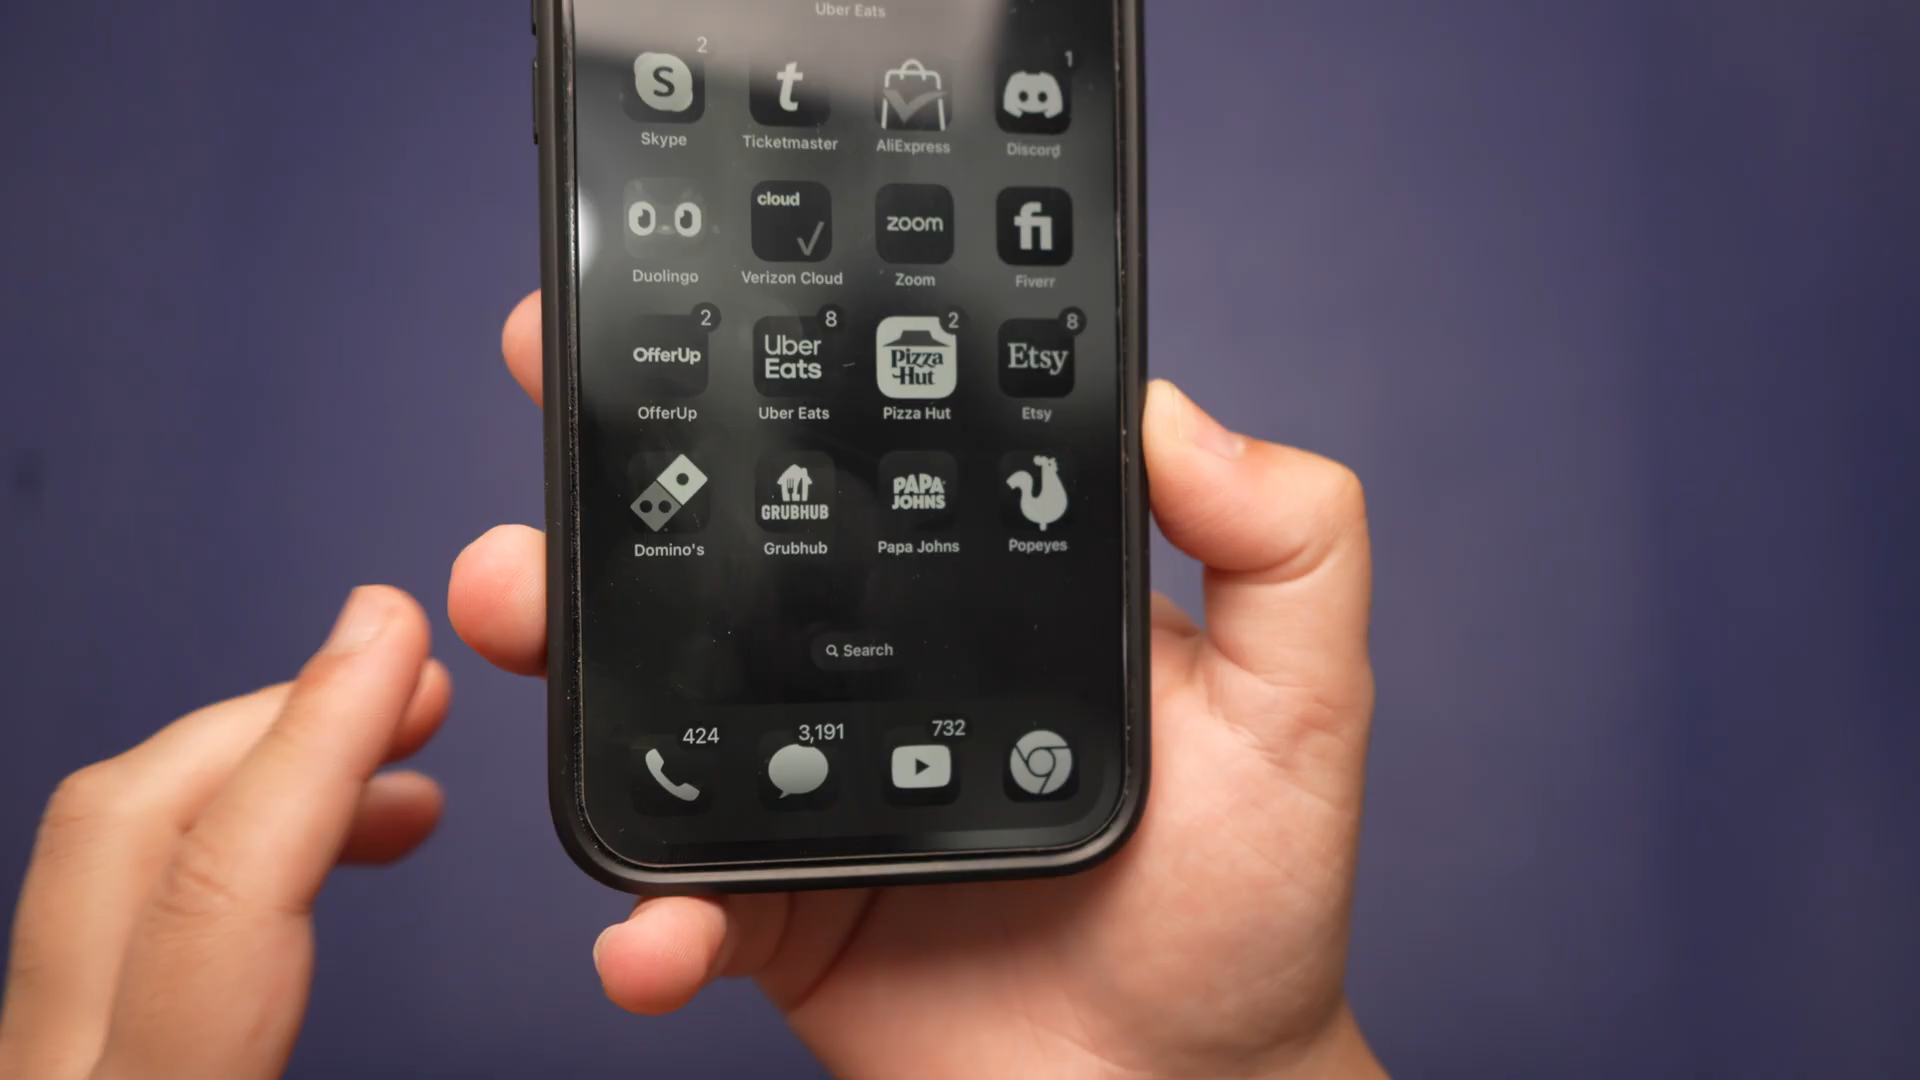 Uber Eats
2
1
S
t
Skype
Ticketmaster
AliExpress
Discord
cloud
zoom
fi
Duolingo
Verizon Cloud
Zoom
Fiverr
2
8
2
8
OfferUp
Uber
Eats
Pizza
Hut
Etsy
OfferUp
Uber Eats
Pizza Hut
Etsy
GRUBHUB
PAPA
JOHNS
Domino's
Grubhub
Papa Johns
Popeyes
Search
424
3,191
732